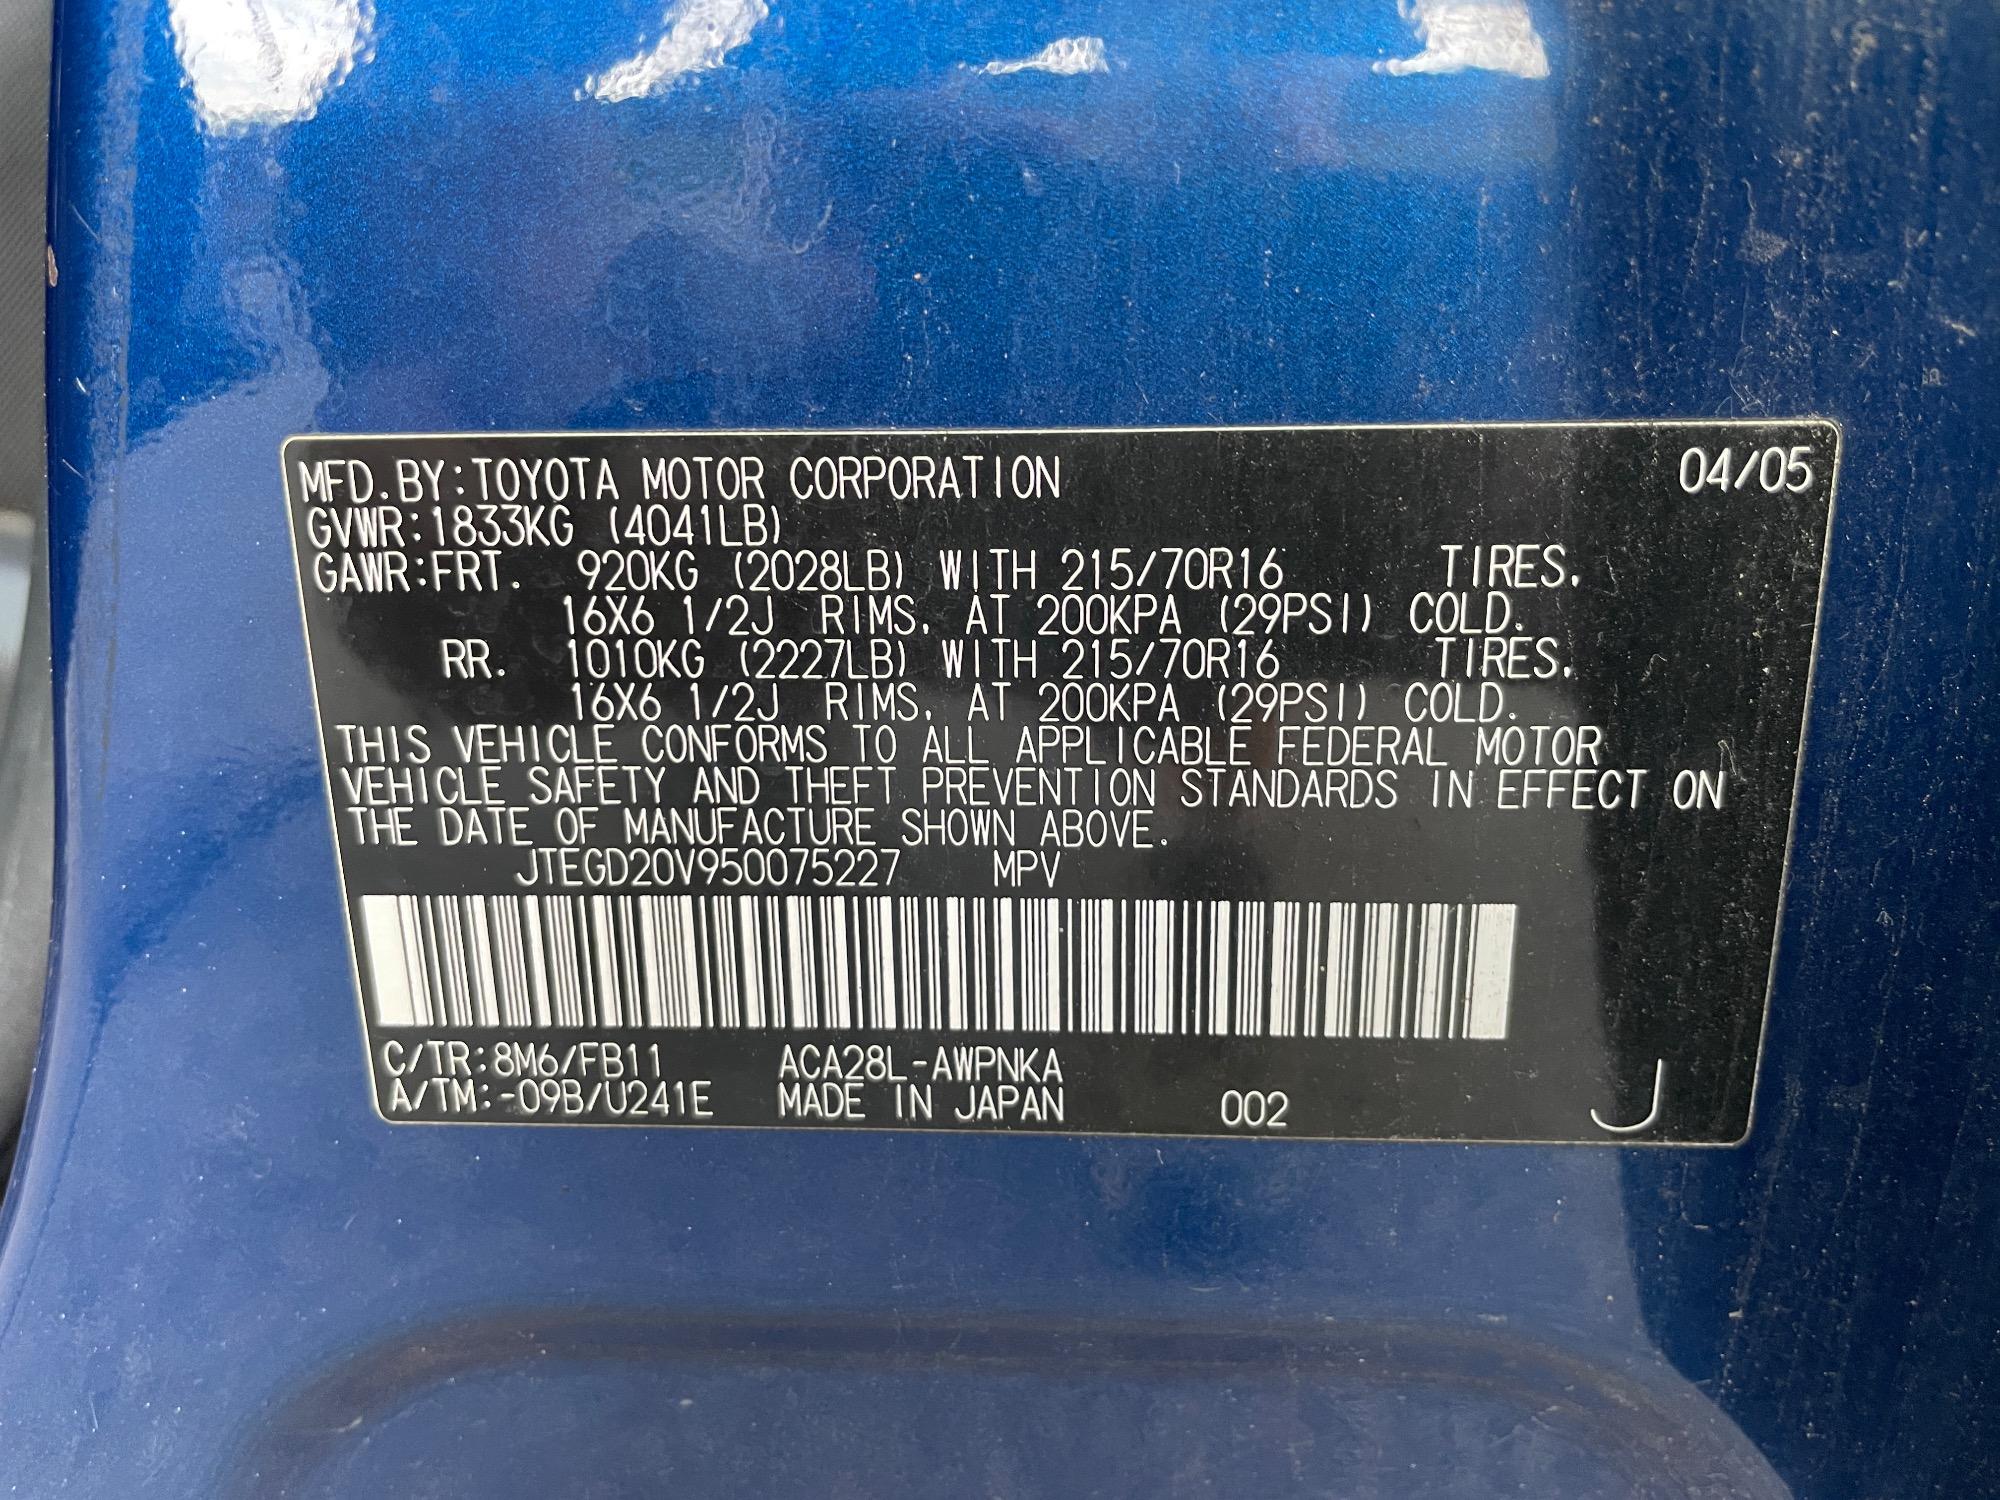 MFD.BY:TOYOTA MOTOR CORPORATION 04/05
GVWR:1833KG (4041LB)
GAWR:FRT. 920KG (2028LB) WITH 215/70R16 TIRES.
16X6 1/2J RIMS. AT 200KPA (29PSI) COLD.
RR. 1010KG (2227LB) WITH 215/70R16 TIRES.
16X6 1/2J RIMS. AT 200KPA (29PSI) COLD.
THIS VEHICLE CONFORMS TO ALL APPLICABLE FEDERAL MOTOR
VEHICLE SAFETY AND THEFT PREVENTION STANDARDS IN EFFECT ON
THE DATE OF MANUFACTURE SHOWN ABOVE.
JTEGD20V950075227 MPV
C/TR:8M6/FB11 ACA28L-AWPNKA
A/TM:-09B/U241E MADE IN JAPAN 002 J